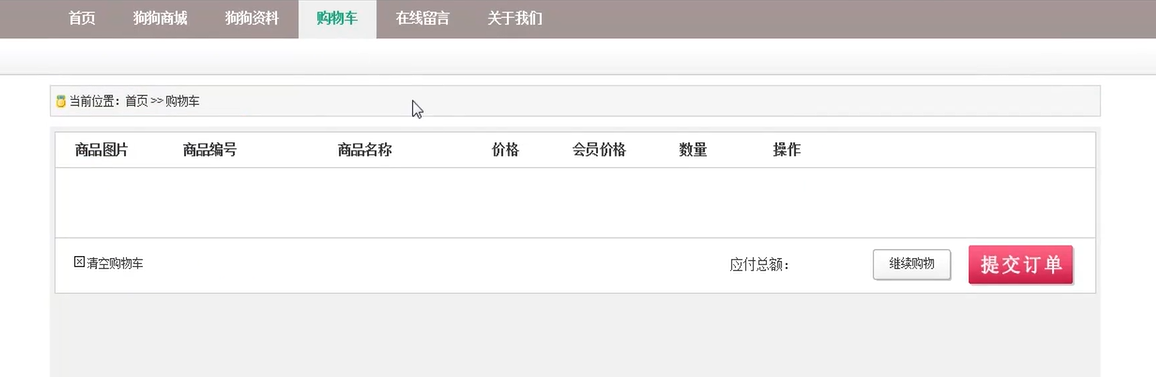 首页 狗狗商城 狗狗资料 购物车 在线留言 关于我们
当前位置：首页 >> 购物车
商品图片 商品编号 商品名称 价格 会员价格 数量 操作
清空购物车 应付总额： 继续购物 提交订单